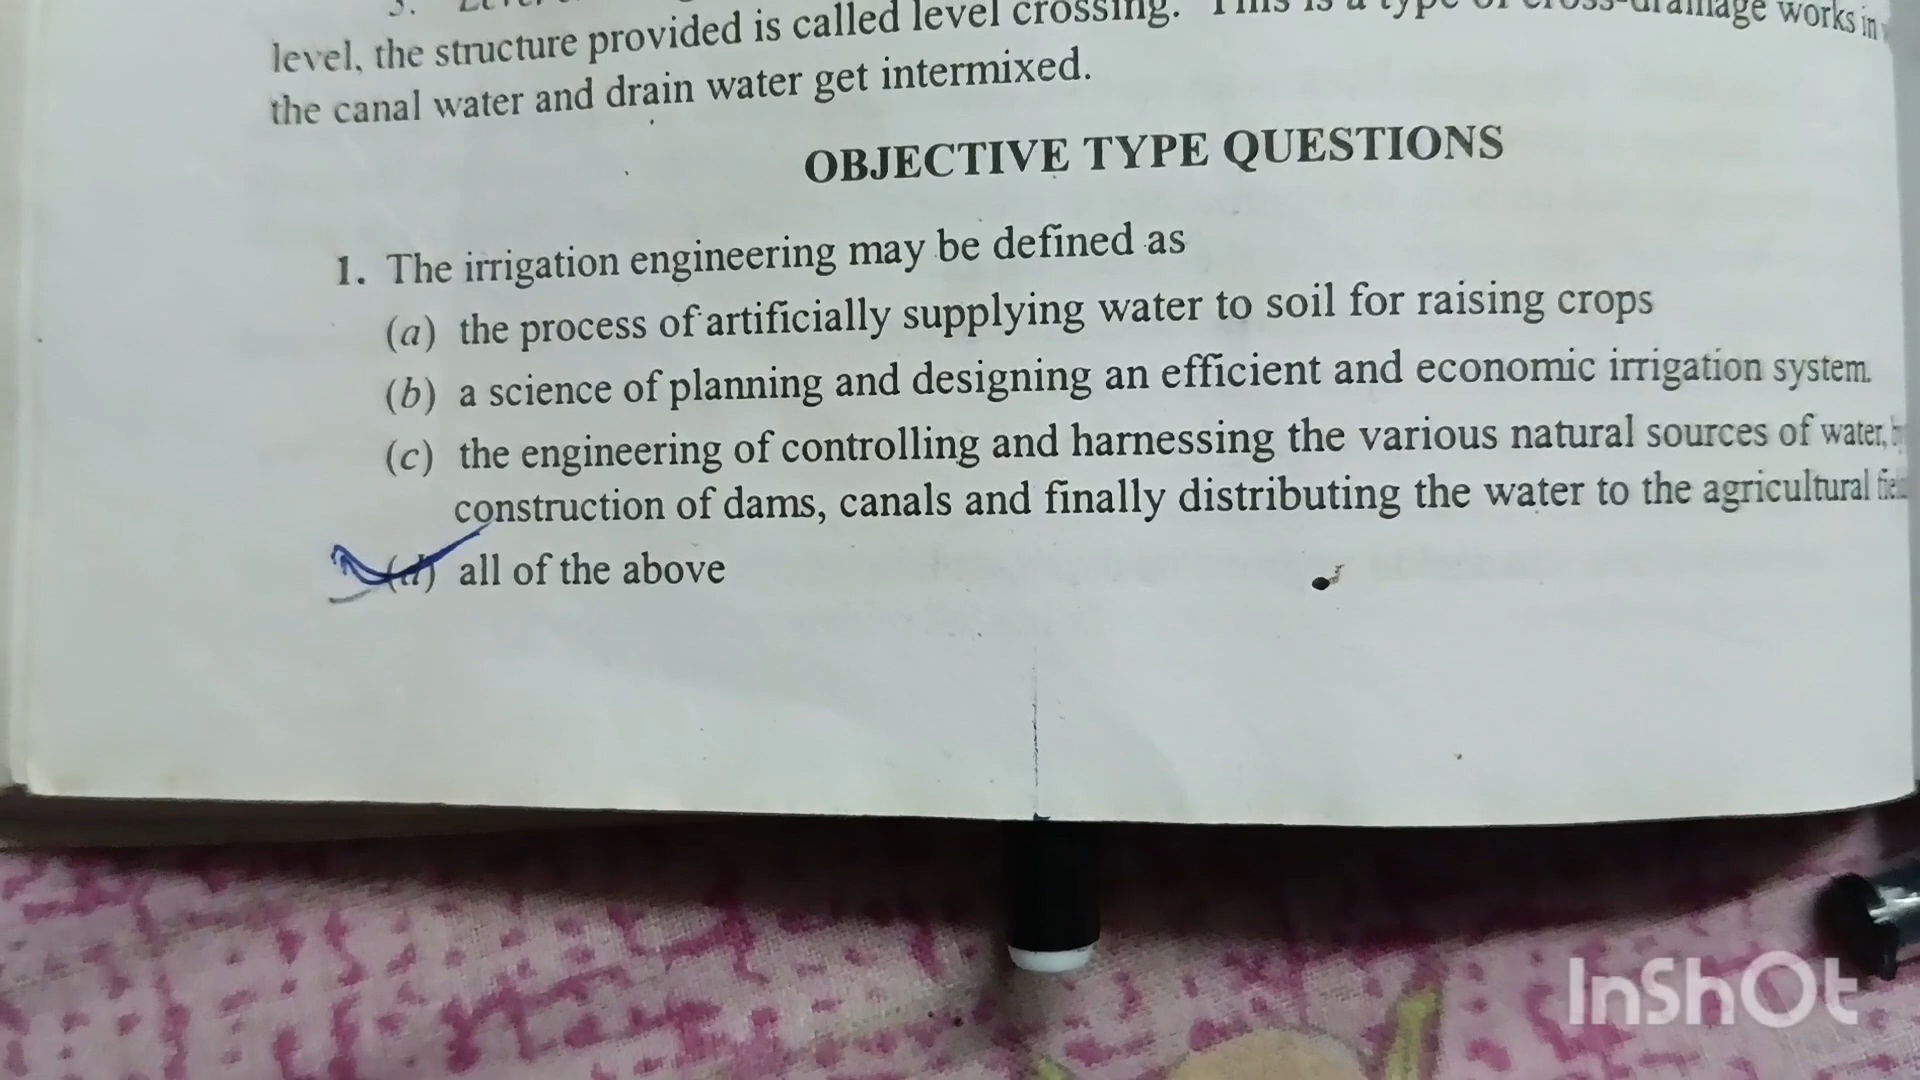 level, the structure provided is called level crossing. This is a type of cross-drainage works in
the canal water and drain water get intermixed.
OBJECTIVE TYPE QUESTIONS
1. The irrigation engineering may be defined as
(a) the process of artificially supplying water to soil for raising crops
(b) a science of planning and designing an efficient and economic irrigation system.
(c) the engineering of controlling and harnessing the various natural sources of water,
construction of dams, canals and finally distributing the water to the agricultural
(d) all of the above
InShOt